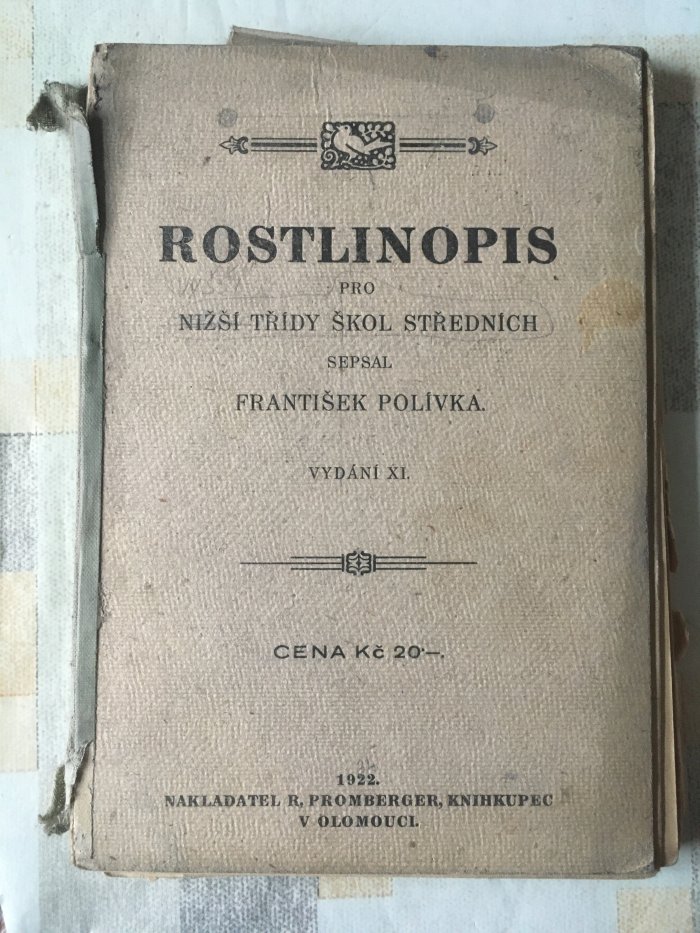 ROSTLINOPIS
PRO
NIŽŠÍ TŘÍDY ŠKOL STŘEDNÍCH
SEPSAL
FRANTIŠEK POLÍVKA.
VYDÁNÍ XI.
CENA Kč 20·–.
1922.
NAKLADATEL R. PROMBERGER, KNIHKUPEC
V OLOMOUCI.